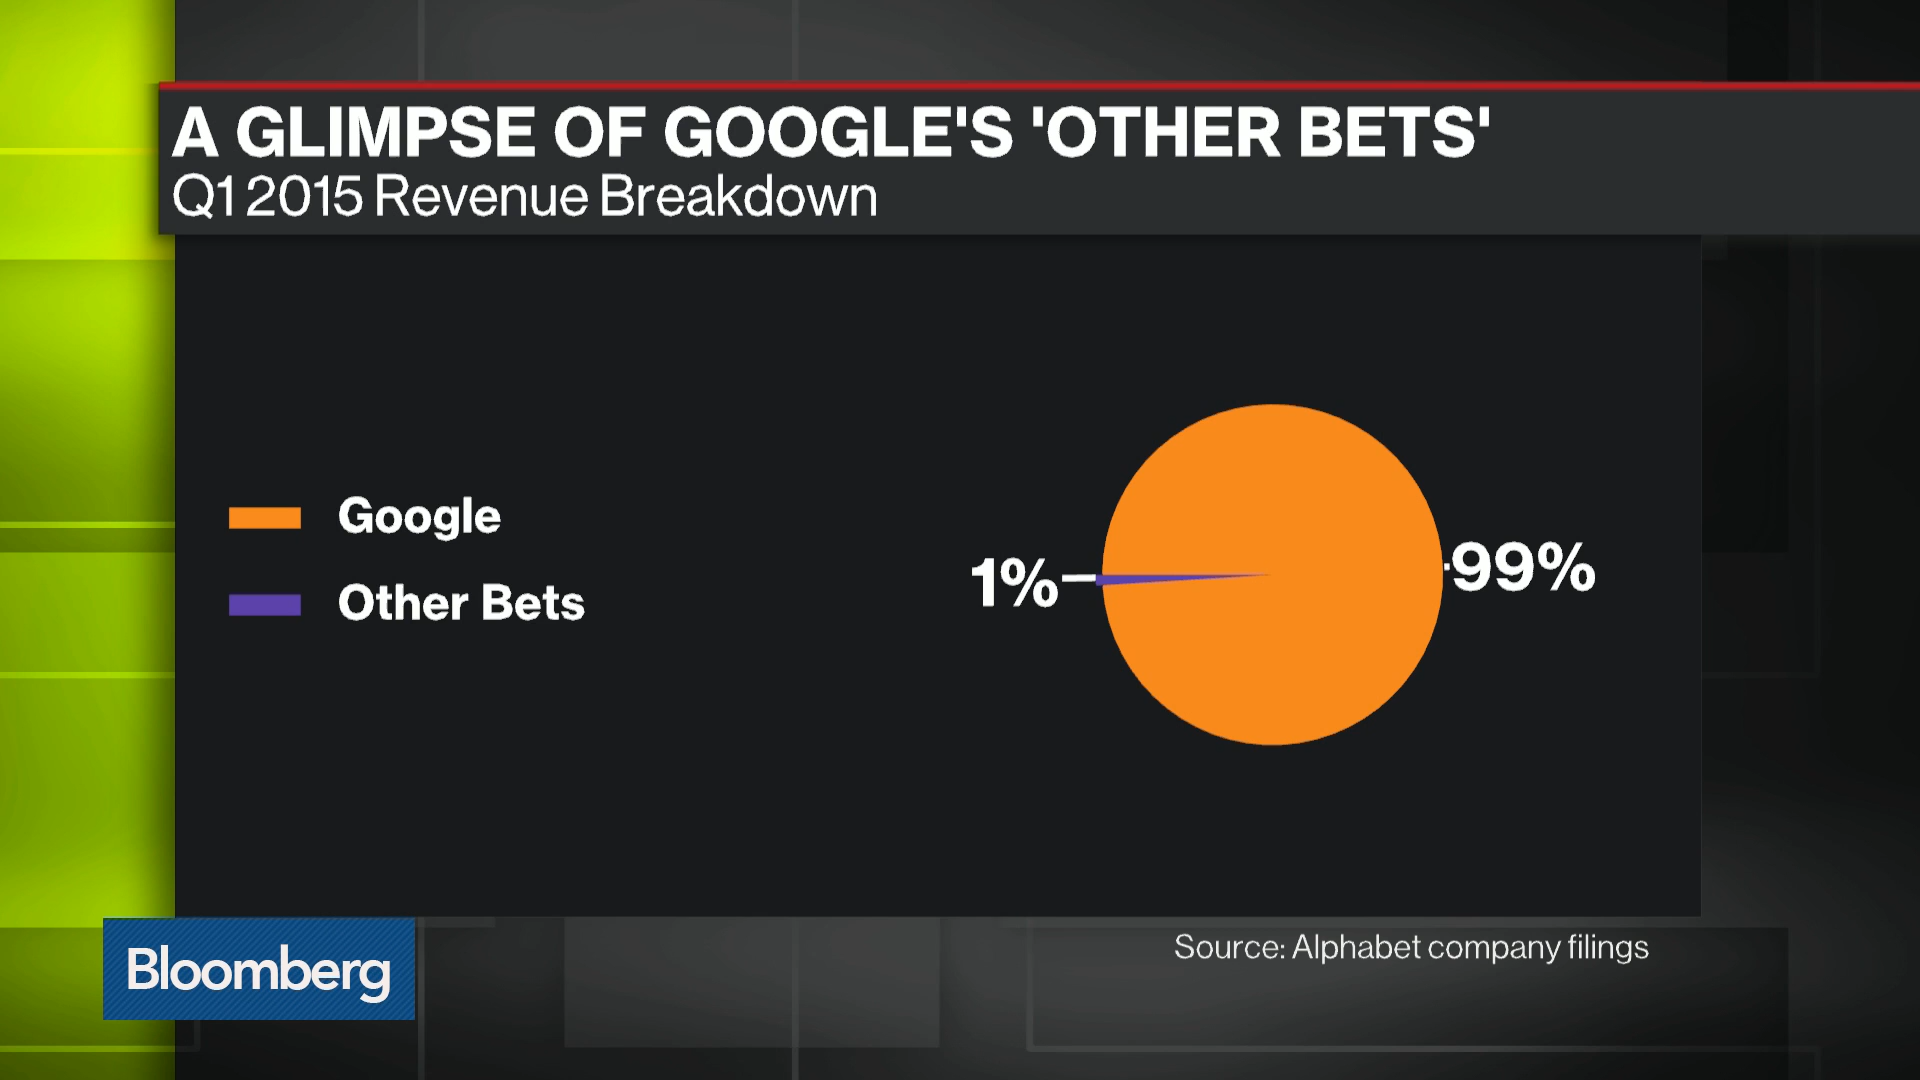 A GLIMPSE OF GOOGLE'S 'OTHER BETS'
Q1 2015 Revenue Breakdown
Google
Other Bets
1%
99%
Source: Alphabet company filings
Bloomberg